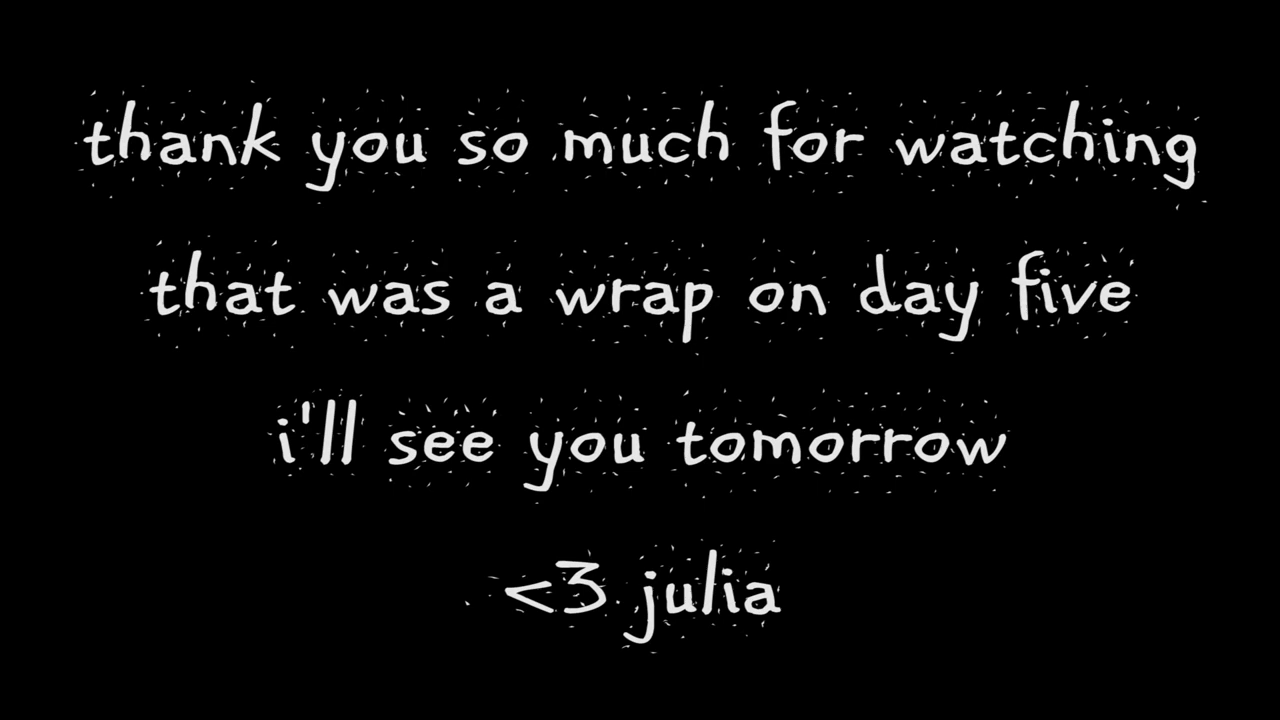 thank you so much for watching
that was a wrap on day five
i'll see you tomorrow
<3 julia